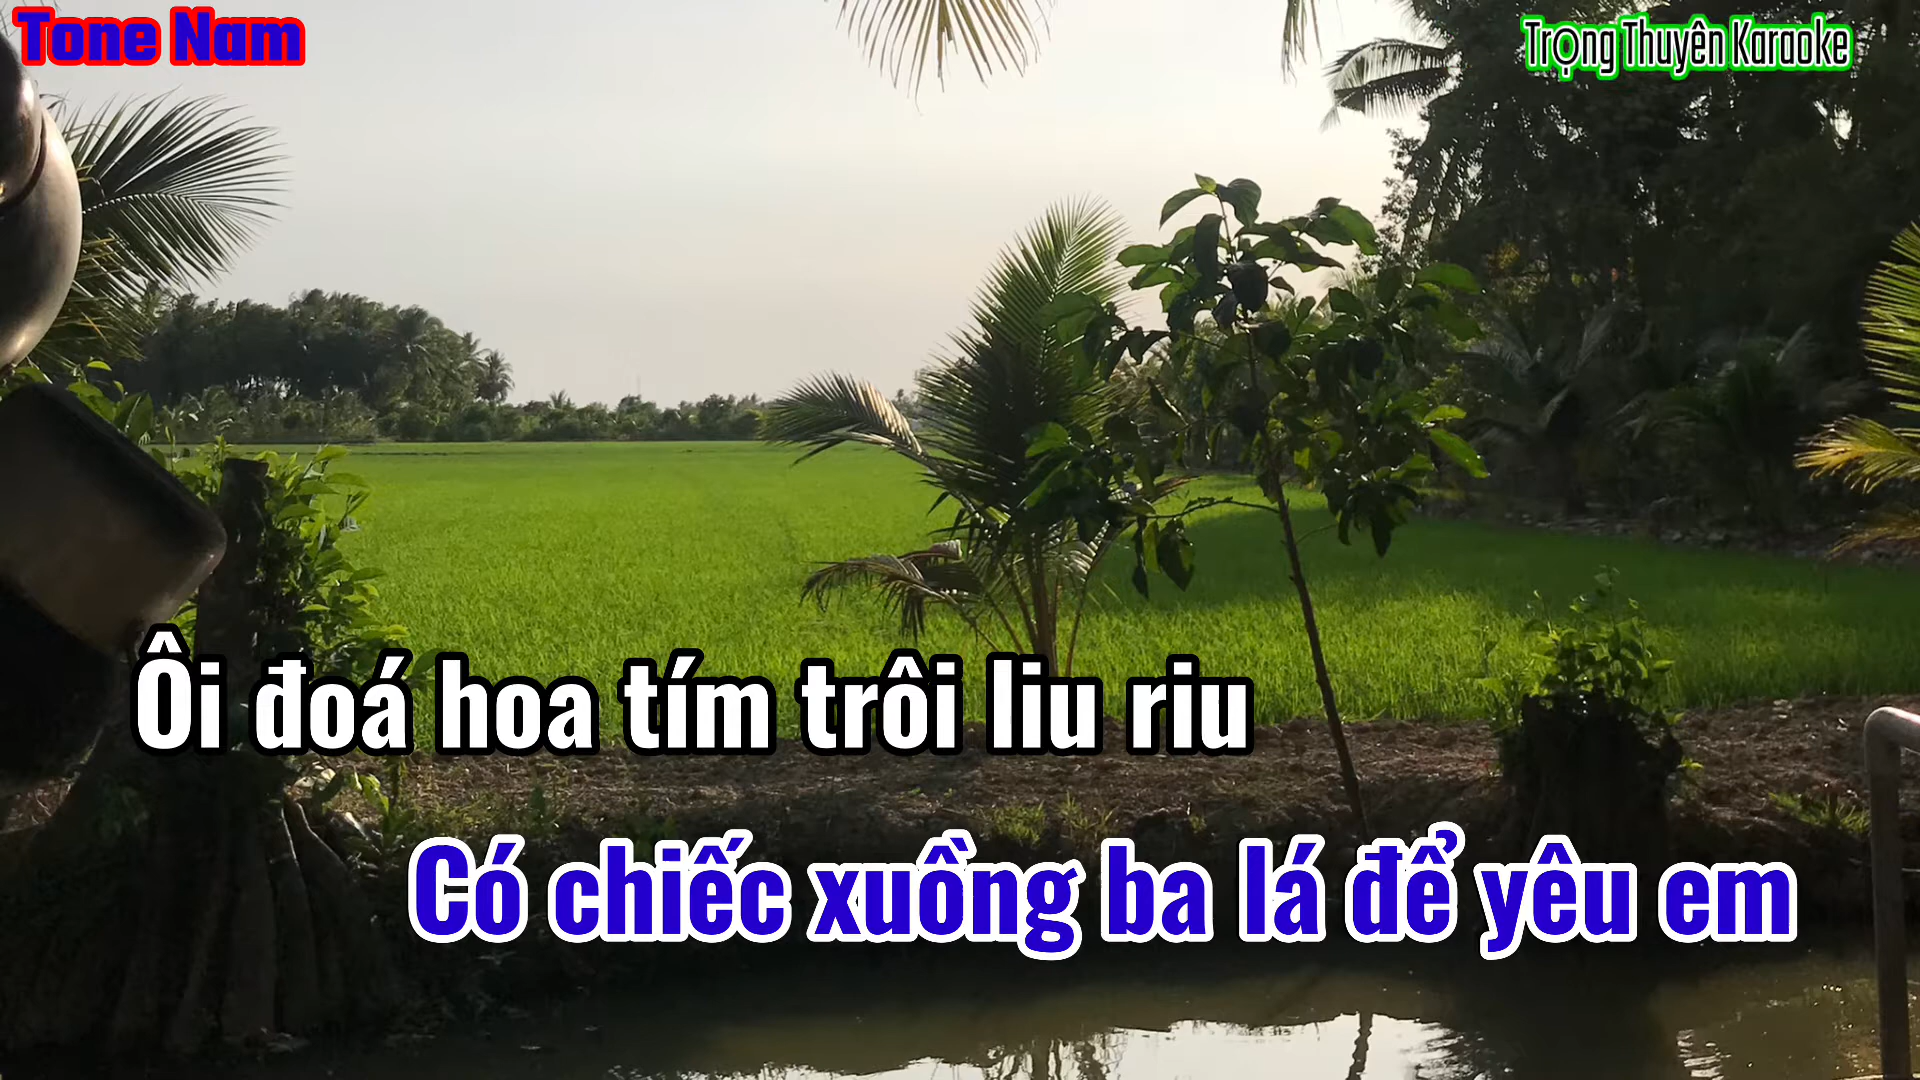 Tone Nam
Trọng Thuyên Karaoke
Ôi đoá hoa tím trôi liu riu
Có chiếc xuồng ba lá để yêu em